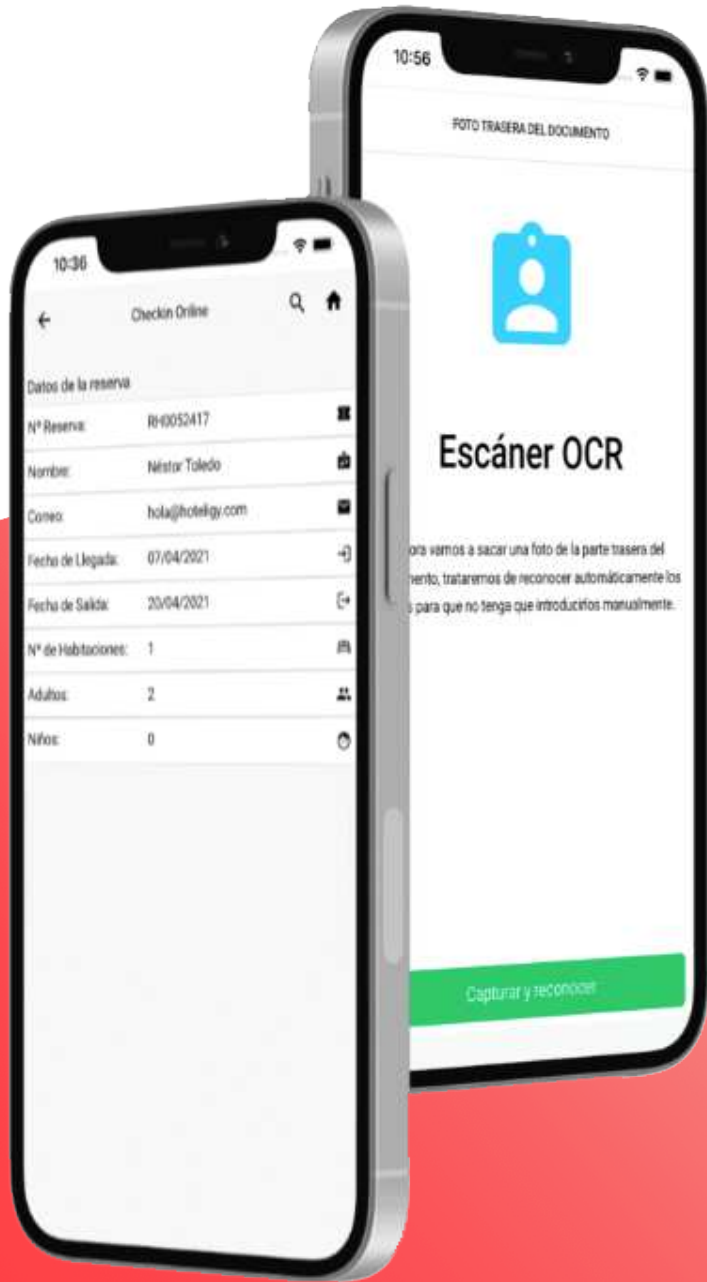 10:56
FOTO TRASERA DEL DOCUMENTO
Escáner OCR
ora vamos a sacar una foto de la parte trasera del
mento, trataremos de reconocer automáticamente los
s para que no tenga que introducirlos manualmente.
Capturar y reconocer
10:36
Checkin Online
Datos de la reserva
Nº Reserva: RH0052417
Nombre: Néstor Toledo
Correo: hola@hoteligy.com
Fecha de Llegada: 07/04/2021
Fecha de Salida: 20/04/2021
Nº de Habitaciones: 1
Adultos: 2
Niños: 0